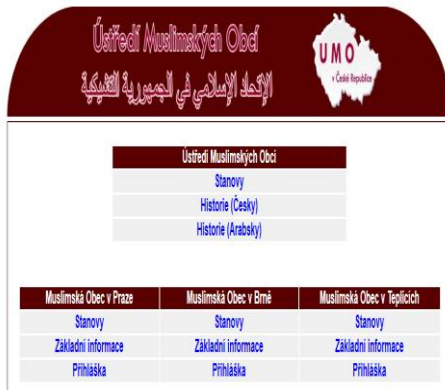 Ústředí Muslimských Obcí
الإتحاد الإسلامي في الجمهورية التشيكية
UMO
v České Republice
Ústředí Muslimských Obcí
Stanovy
Historie (Česky)
Historie (Arabsky)
Muslimská Obec v Praze Muslimská Obec v Brně Muslimská Obec v Teplicích
Stanovy Stanovy Stanovy
Základní informace Základní informace Základní informace
Přihláška Přihláška Přihláška